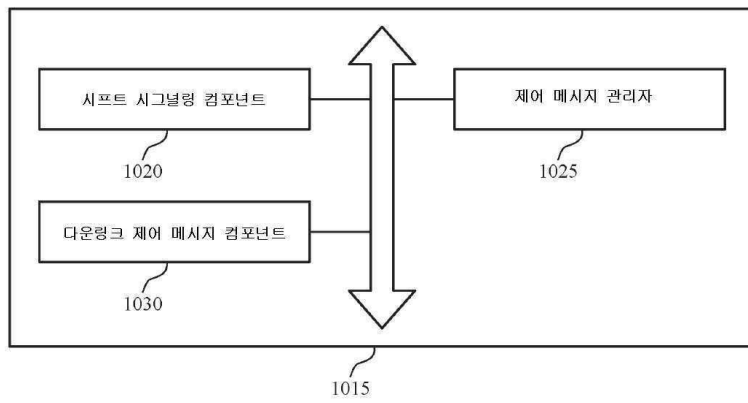 시프트 시그널링 컴포넌트
제어 메시지 관리자
1020
1025
다운링크 제어 메시지 컴포넌트
1030
1015